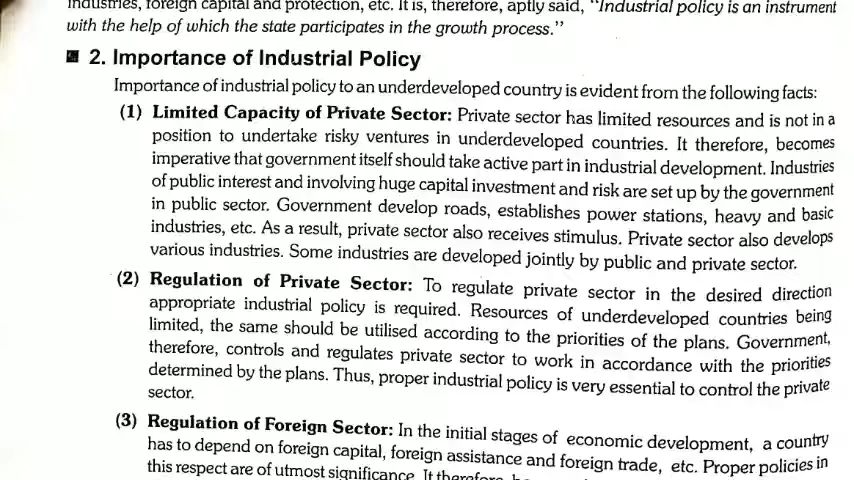 industries, foreign capital and protection, etc. It is, therefore, aptly said, "Industrial policy is an instrument
with the help of which the state participates in the growth process."
2. Importance of Industrial Policy
Importance of industrial policy to an underdeveloped country is evident from the following facts:
(1) Limited Capacity of Private Sector: Private sector has limited resources and is not in a
position to undertake risky ventures in underdeveloped countries. It therefore, becomes
imperative that government itself should take active part in industrial development. Industries
of public interest and involving huge capital investment and risk are set up by the government
in public sector. Government develop roads, establishes power stations, heavy and basic
industries, etc. As a result, private sector also receives stimulus. Private sector also develops
various industries. Some industries are developed jointly by public and private sector.
(2) Regulation of Private Sector: To regulate private sector in the desired direction
appropriate industrial policy is required. Resources of underdeveloped countries being
limited, the same should be utilised according to the priorities of the plans. Government,
therefore, controls and regulates private sector to work in accordance with the priorities
determined by the plans. Thus, proper industrial policy is very essential to control the private
sector.
(3) Regulation of Foreign Sector: In the initial stages of economic development, a country
has to depend on foreign capital, foreign assistance and foreign trade, etc. Proper policies in
this respect are of utmost significance. It therefore,